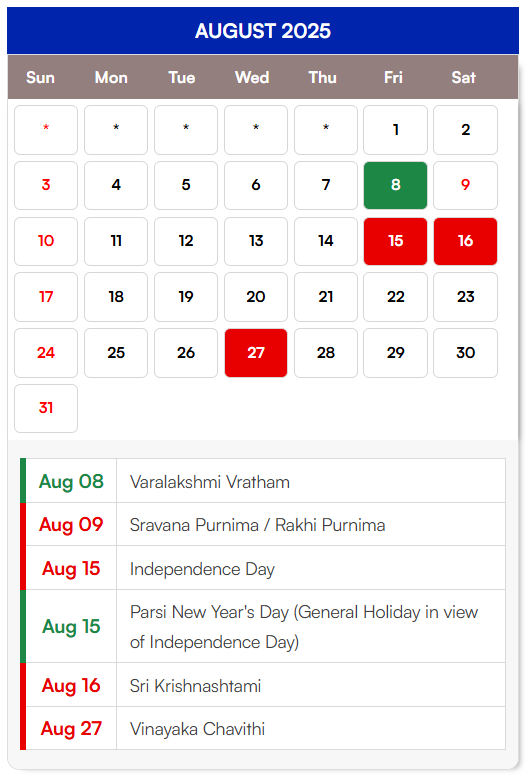 AUGUST 2025
Sun Mon Tue Wed Thu Fri Sat
* * * * * 1 2
3 4 5 6 7 8 9
10 11 12 13 14 15 16
17 18 19 20 21 22 23
24 25 26 27 28 29 30
31
Aug 08 Varalakshmi Vratham
Aug 09 Sravana Purnima / Rakhi Purnima
Aug 15 Independence Day
Aug 15 Parsi New Year's Day (General Holiday in view
of Independence Day)
Aug 16 Sri Krishnashtami
Aug 27 Vinayaka Chavithi